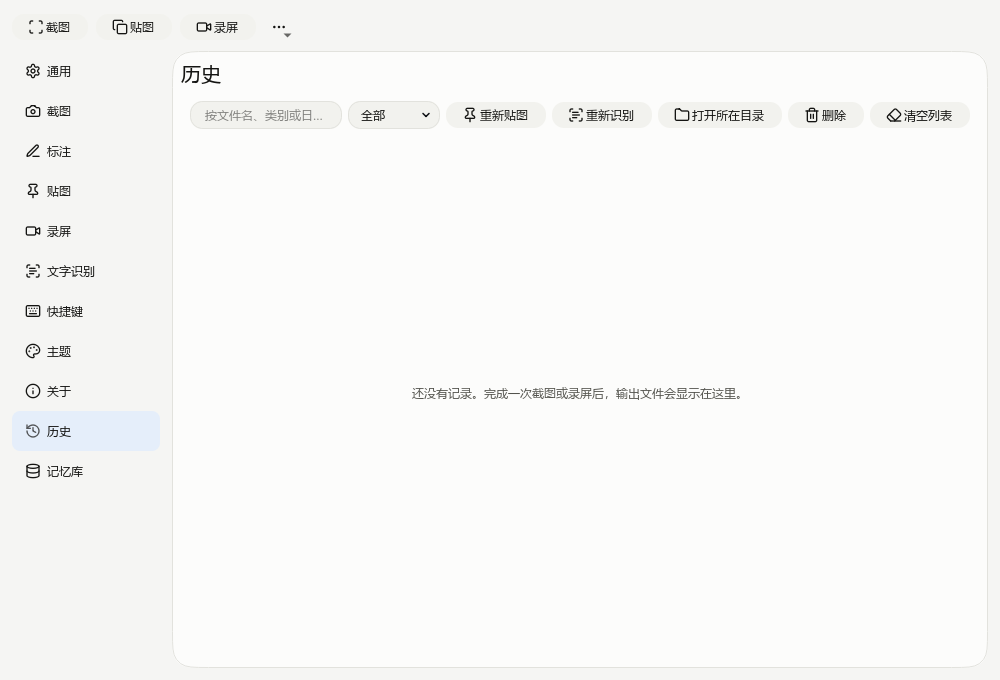 截图 贴图 录屏 ...
通用
截图
标注
贴图
录屏
文字识别
快捷键
主题
关于
历史
记忆库
历史
按文件名、类别或日... 全部 重新贴图 重新识别 打开所在目录 删除 清空列表
还没有记录。完成一次截图或录屏后，输出文件会显示在这里。